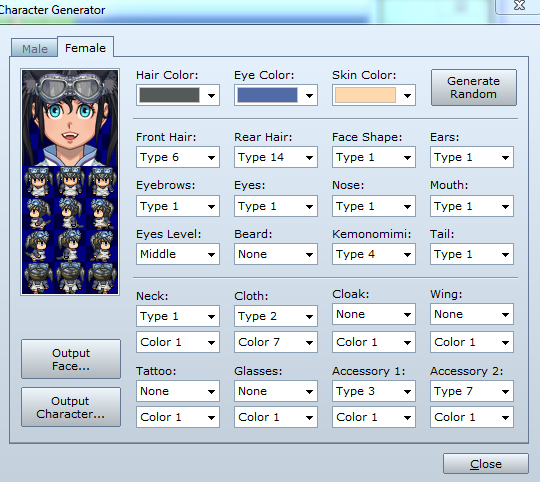 Character Generator
Male Female
Hair Color: Eye Color: Skin Color: Generate Random
Front Hair: Rear Hair: Face Shape: Ears:
Type 6 Type 14 Type 1 Type 1
Eyebrows: Eyes: Nose: Mouth:
Type 1 Type 1 Type 1 Type 1
Eyes Level: Beard: Kemonomimi: Tail:
Middle None Type 4 Type 1
Neck: Cloth: Cloak: Wing:
Type 1 Type 2 None None
Color 1 Color 7 Color 1 Color 1
Output Face...
Tattoo: Glasses: Accessory 1: Accessory 2:
None None Type 3 Type 7
Output Character...
Color 1 Color 1 Color 1 Color 1
Close